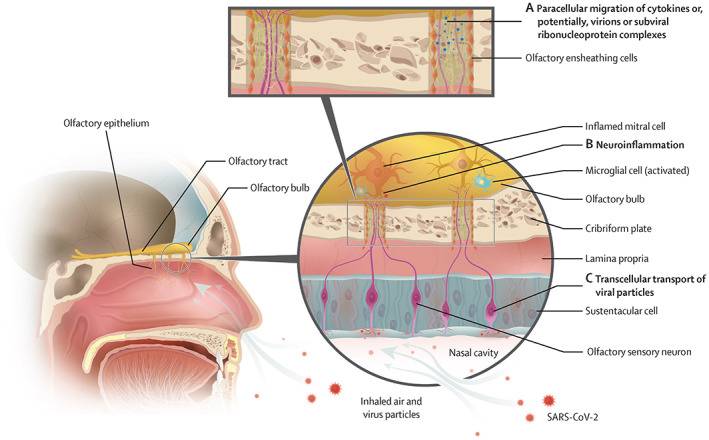 A Paracellular migration of cytokines or,
potentially, virions or subviral
ribonucleoprotein complexes
Olfactory ensheathing cells
Olfactory epithelium
Olfactory tract
Olfactory bulb
Inflamed mitral cell
B Neuroinflammation
Microglial cell (activated)
Olfactory bulb
Cribriform plate
Lamina propria
C Transcellular transport of
viral particles
Sustentacular cell
Olfactory sensory neuron
Nasal cavity
Inhaled air and
virus particles
SARS-CoV-2